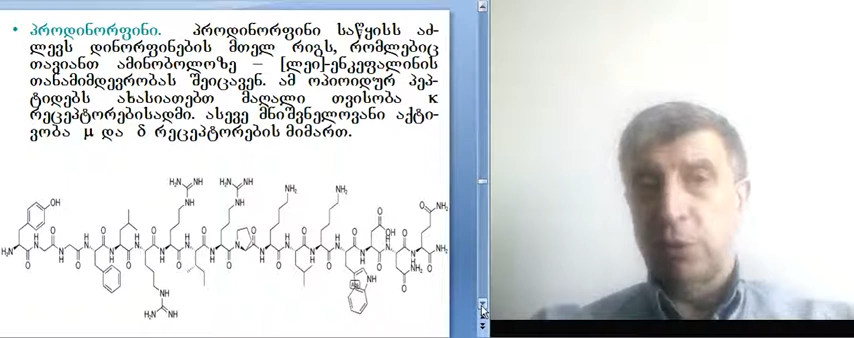 • პროდინორფინი. პროდინორფინი საწყისს აძ-
ლევს დინორფინების მთელ რიგს, რომლებიც
თავიანთ ამინობოლოზე – [ლეი]-ენკეფალინის
თანამიმდევრობას შეიცავენ. ამ ოპიოიდურ პეპ-
ტიდებს ახასიათებთ მაღალი თვისობა κ
რეცეპტორებისადმი. ასევე მნიშვნელოვანი აქტი-
ვობა μ და δ რეცეპტორების მიმართ.